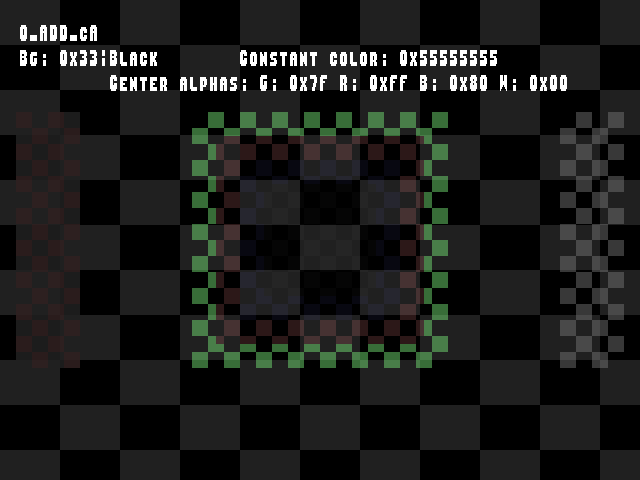 0_ADD_cA
Bg: 0x33¦Black Constant color: 0x55555555
Center alphas: G: 0x7f R: 0xff B: 0x80 W: 0x00